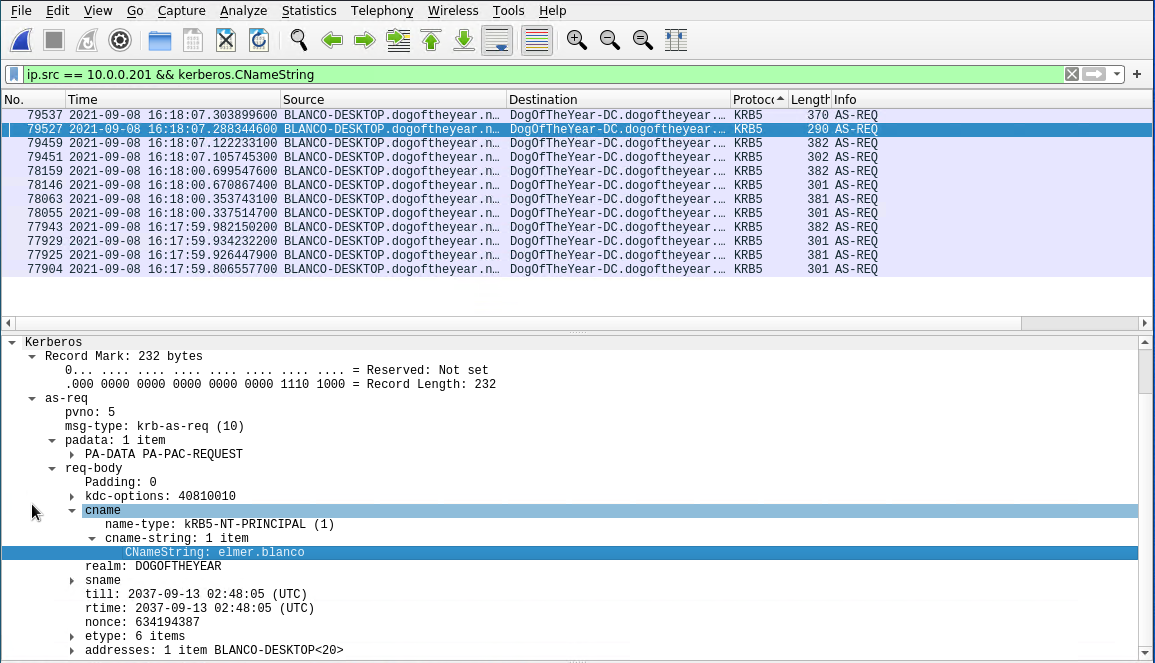 File Edit View Go Capture Analyze Statistics Telephony Wireless Tools Help
ip.src == 10.0.0.201 && kerberos.CNameString
No. Time Source Destination Protoc Length Info
79537 2021-09-08 16:18:07.303899600 BLANCO-DESKTOP.dogoftheyear.n… DogOfTheYear-DC.dogoftheyear.… KRB5 370 AS-REQ
79527 2021-09-08 16:18:07.288344600 BLANCO-DESKTOP.dogoftheyear.n… DogOfTheYear-DC.dogoftheyear.… KRB5 290 AS-REQ
79459 2021-09-08 16:18:07.122233100 BLANCO-DESKTOP.dogoftheyear.n… DogOfTheYear-DC.dogoftheyear.… KRB5 382 AS-REQ
79451 2021-09-08 16:18:07.105745300 BLANCO-DESKTOP.dogoftheyear.n… DogOfTheYear-DC.dogoftheyear.… KRB5 302 AS-REQ
78159 2021-09-08 16:18:00.699547600 BLANCO-DESKTOP.dogoftheyear.n… DogOfTheYear-DC.dogoftheyear.… KRB5 382 AS-REQ
78146 2021-09-08 16:18:00.670867400 BLANCO-DESKTOP.dogoftheyear.n… DogOfTheYear-DC.dogoftheyear.… KRB5 301 AS-REQ
78063 2021-09-08 16:18:00.353743100 BLANCO-DESKTOP.dogoftheyear.n… DogOfTheYear-DC.dogoftheyear.… KRB5 381 AS-REQ
78055 2021-09-08 16:18:00.337514700 BLANCO-DESKTOP.dogoftheyear.n… DogOfTheYear-DC.dogoftheyear.… KRB5 301 AS-REQ
77943 2021-09-08 16:17:59.982150200 BLANCO-DESKTOP.dogoftheyear.n… DogOfTheYear-DC.dogoftheyear.… KRB5 382 AS-REQ
77929 2021-09-08 16:17:59.934232200 BLANCO-DESKTOP.dogoftheyear.n… DogOfTheYear-DC.dogoftheyear.… KRB5 301 AS-REQ
77925 2021-09-08 16:17:59.926447900 BLANCO-DESKTOP.dogoftheyear.n… DogOfTheYear-DC.dogoftheyear.… KRB5 381 AS-REQ
77904 2021-09-08 16:17:59.806557700 BLANCO-DESKTOP.dogoftheyear.n… DogOfTheYear-DC.dogoftheyear.… KRB5 301 AS-REQ
Kerberos
Record Mark: 232 bytes
0... .... .... .... .... .... .... .... = Reserved: Not set
.000 0000 0000 0000 0000 0000 1110 1000 = Record Length: 232
as-req
pvno: 5
msg-type: krb-as-req (10)
padata: 1 item
PA-DATA PA-PAC-REQUEST
req-body
Padding: 0
kdc-options: 40810010
cname
name-type: kRB5-NT-PRINCIPAL (1)
cname-string: 1 item
CNameString: elmer.blanco
realm: DOGOFTHEYEAR
sname
till: 2037-09-13 02:48:05 (UTC)
rtime: 2037-09-13 02:48:05 (UTC)
nonce: 634194387
etype: 6 items
addresses: 1 item BLANCO-DESKTOP<20>